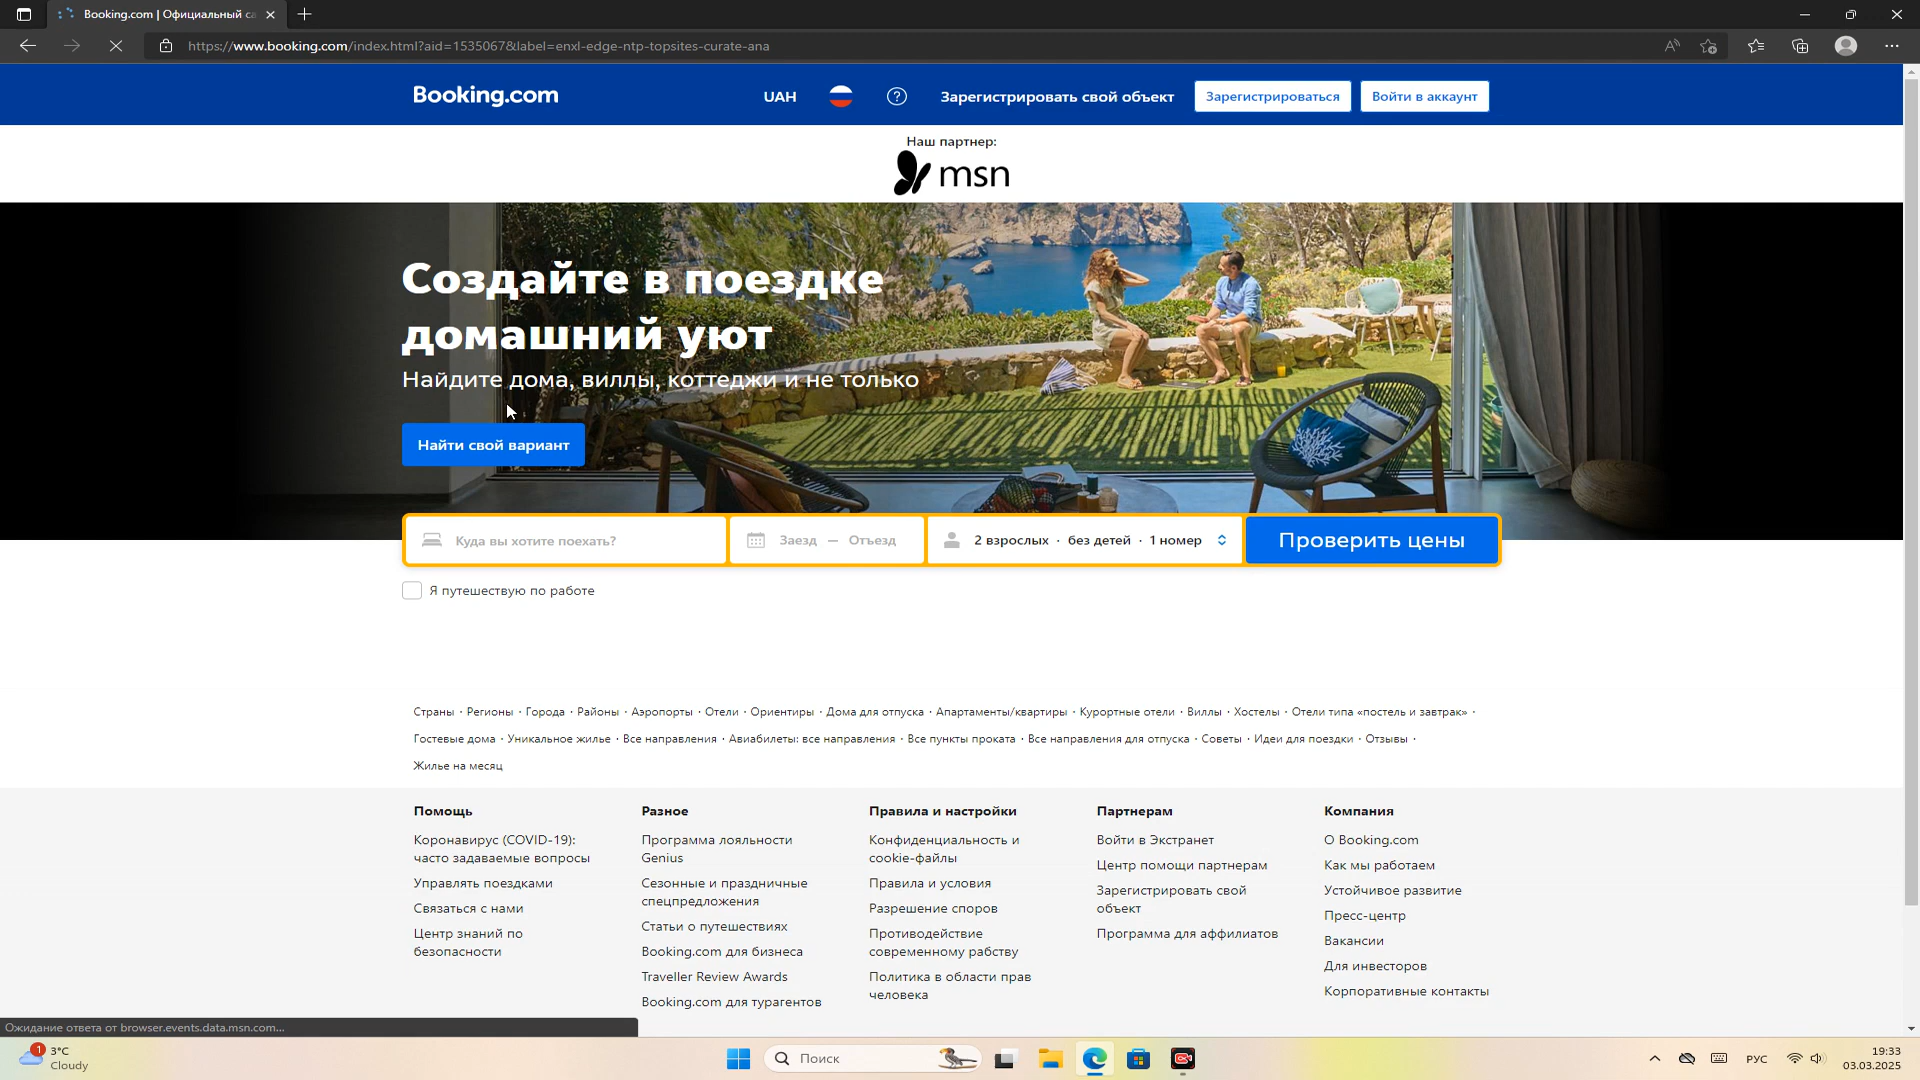 Booking.com | Официальный са
https://www.booking.com/index.html?aid=1535067&label=enxl-edge-ntp-topsites-curate-ana
Booking.com
UAH
Зарегистрировать свой объект
Зарегистрироваться
Войти в аккаунт
Наш партнер:
msn
Создайте в поездке
домашний уют
Найдите дома, виллы, коттеджи и не только
Найти свой вариант
Куда вы хотите поехать?
Заезд — Отъезд
2 взрослых · без детей · 1 номер
Проверить цены
Я путешествую по работе
Страны · Регионы · Города · Районы · Аэропорты · Отели · Ориентиры · Дома для отпуска · Апартаменты/квартиры · Курортные отели · Виллы · Хостелы · Отели типа «постель и завтрак» ·
Гостевые дома · Уникальное жилье · Все направления · Авиабилеты: все направления · Все пункты проката · Все направления для отпуска · Советы · Идеи для поездки · Отзывы ·
Жилье на месяц
Помощь
Коронавирус (COVID-19):
часто задаваемые вопросы
Управлять поездками
Связаться с нами
Центр знаний по
безопасности
Разное
Программа лояльности
Genius
Сезонные и праздничные
спецпредложения
Статьи о путешествиях
Booking.com для бизнеса
Traveller Review Awards
Booking.com для турагентов
Правила и настройки
Конфиденциальность и
cookie-файлы
Правила и условия
Разрешение споров
Противодействие
современному рабству
Политика в области прав
человека
Партнерам
Войти в Экстранет
Центр помощи партнерам
Зарегистрировать свой
объект
Программа для аффилиатов
Компания
О Booking.com
Как мы работаем
Устойчивое развитие
Пресс-центр
Вакансии
Для инвесторов
Корпоративные контакты
Ожидание ответа от browser.events.data.msn.com...
1
3°C
Cloudy
Поиск
РУС
19:33
03.03.2025